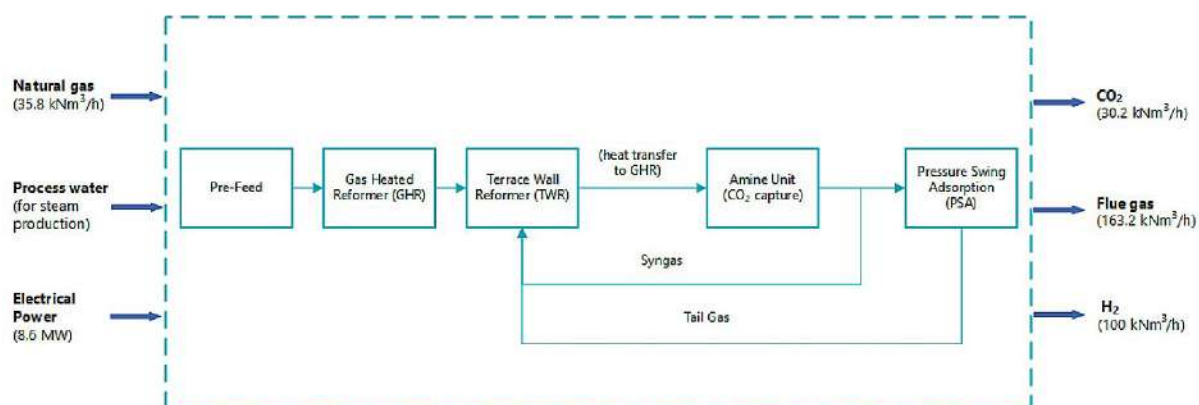 Natural gas
(35.8 kNm³/h)
Process water
(for steam
production)
Electrical
Power
(8.6 MW)
Pre-Feed
Gas Heated
Reformer (GHR)
Terrace Wall
Reformer (TWR)
(heat transfer
to GHR)
Amine Unit
(CO₂ capture)
Pressure Swing
Adsorption
(PSA)
Syngas
Tail Gas
CO₂
(30.2 kNm³/h)
Flue gas
(163.2 kNm³/h)
H₂
(100 kNm³/h)